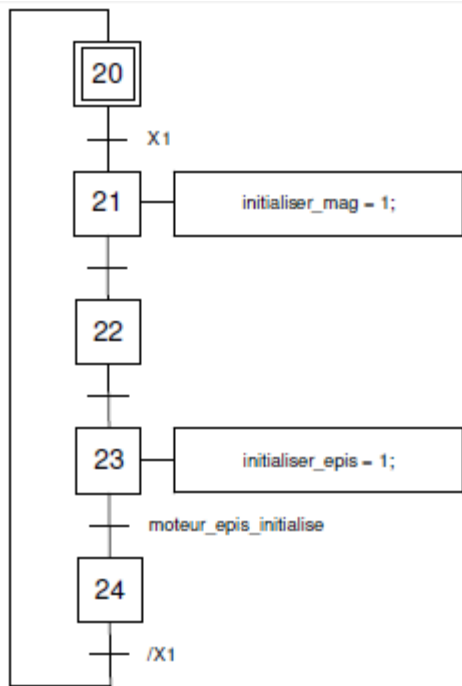 20
X1
21
initialiser_mag = 1;
22
23
initialiser_epis = 1;
moteur_epis_initialise
24
/X1